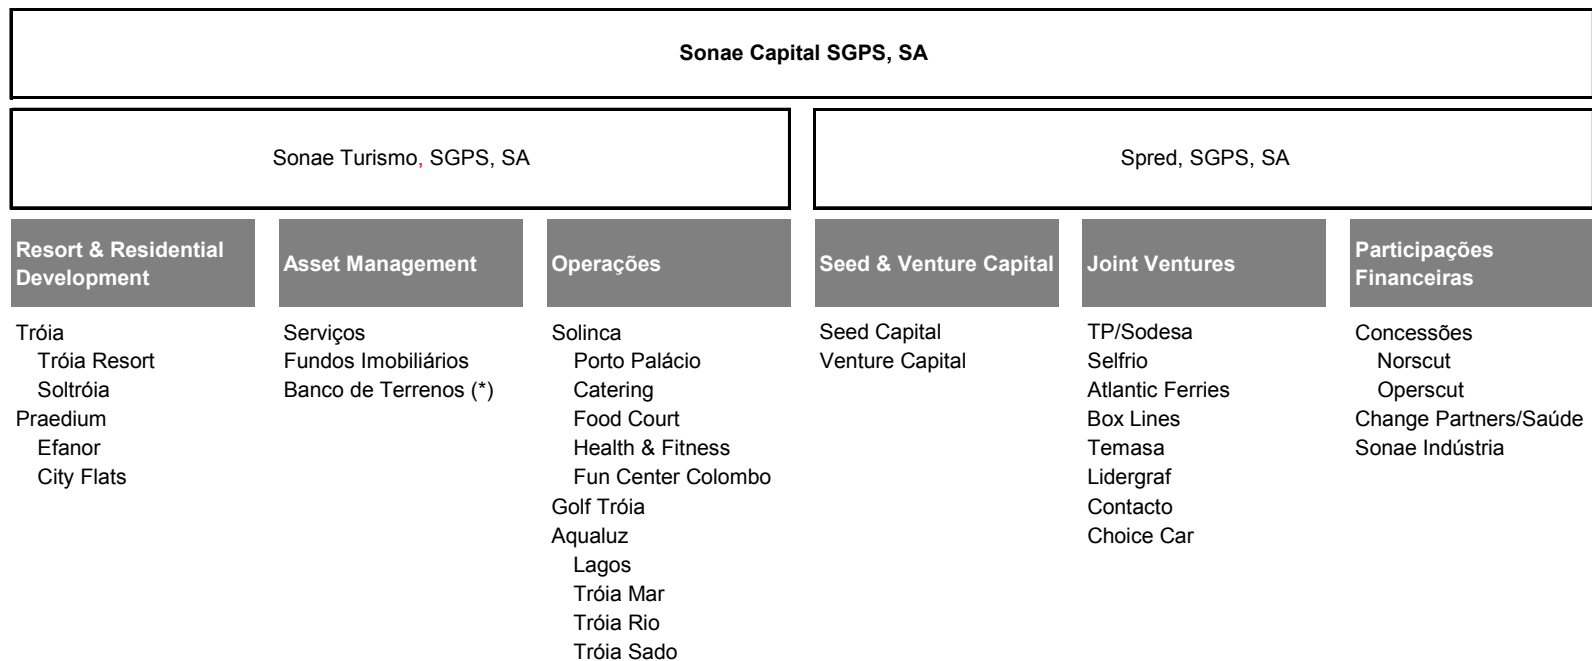 Sonae Capital SGPS, SA
Sonae Turismo, SGPS, SA
Spred, SGPS, SA
Resort & Residential
Development
Asset Management
Operações
Seed & Venture Capital
Joint Ventures
Participações
Financeiras
Tróia
Tróia Resort
Soltróia
Praedium
Efanor
City Flats
Serviços
Fundos Imobiliários
Banco de Terrenos (*)
Solinca
Porto Palácio
Catering
Food Court
Health & Fitness
Fun Center Colombo
Golf Tróia
Aqualuz
Lagos
Tróia Mar
Tróia Rio
Tróia Sado
Seed Capital
Venture Capital
TP/Sodesa
Selfrio
Atlantic Ferries
Box Lines
Temasa
Lidergraf
Contacto
Choice Car
Concessões
Norscut
Operscut
Change Partners/Saúde
Sonae Indústria